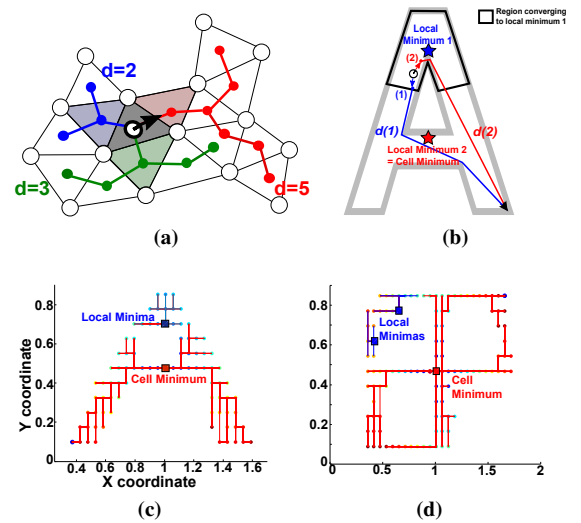 d=2
d=3
d=5
(a)
Region converging
to local minimum 1
Local
Minimum 1
(2)
(1)
d(1)
d(2)
Local Minimum 2
= Cell Minimum
(b)
Local Minima
Cell Minimum
0.8
0.6
0.4
0.2
0
0.4
0.6
0.8
1.0
1.2
1.4
1.6
Y coordinate
X coordinate
(c)
Local
Minimas
Cell
Minimum
0.8
0.6
0.4
0.2
0
0
0.5
1
1.5
2
(d)